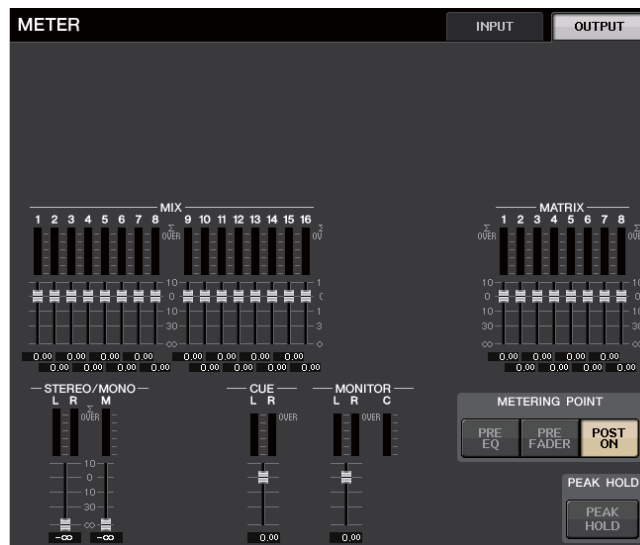 METER INPUT OUTPUT
MIX MATRIX
1 2 3 4 5 6 7 8 9 10 11 12 13 14 15 16 1 2 3 4 5 6 7 8
Σ Σ
OVER OVER
10 10
0 0
10 10
30 30
∞ ∞
0.00 0.00 0.00 0.00 0.00 0.00 0.00 0.00 0.00 0.00 0.00 0.00
0.00 0.00 0.00 0.00 0.00 0.00 0.00 0.00 0.00 0.00 0.00 0.00
STEREO/MONO CUE MONITOR
L R M L R L R C
Σ
OVER OVER OVER
10
0
10
30
∞
-∞ -∞ 0.00 0.00
METERING POINT
PRE EQ PRE FADER POST ON
PEAK HOLD
PEAK HOLD